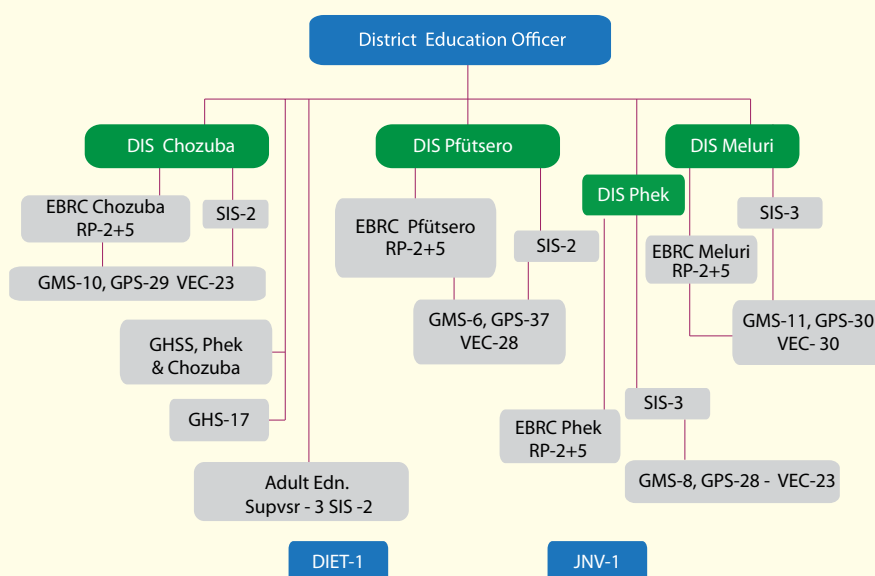 District Education Officer
DIS Chozuba
DIS Pfütsero
DIS Meluri
DIS Phek
EBRC Chozuba
RP-2+5
SIS-2
EBRC Pfütsero
RP-2+5
SIS-2
SIS-3
EBRC Meluri
RP-2+5
GMS-10, GPS-29 VEC-23
GMS-6, GPS-37
VEC-28
GMS-11, GPS-30
VEC- 30
GHSS, Phek
& Chozuba
GHS-17
SIS-3
EBRC Phek
RP-2+5
Adult Edn.
Supvsr - 3 SIS -2
GMS-8, GPS-28 - VEC-23
DIET-1
JNV-1